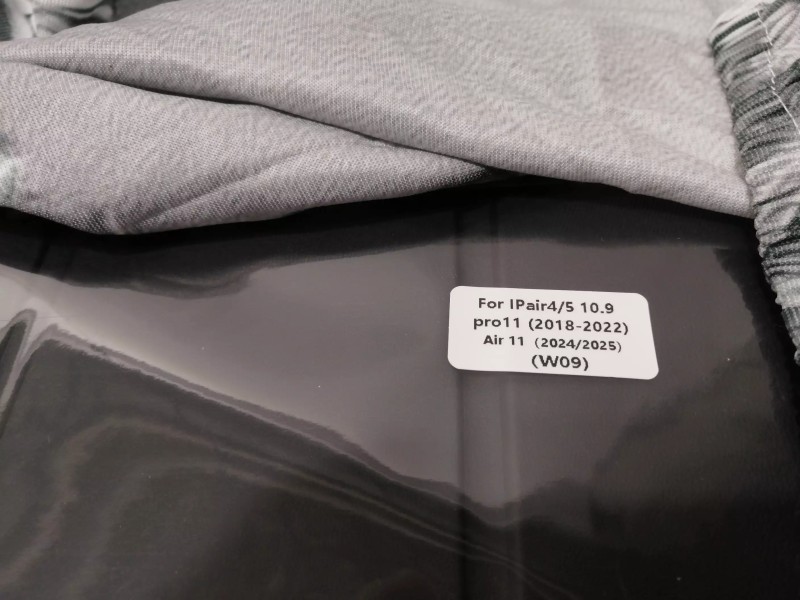 For IPair4/5 10.9
pro11 (2018-2022)
Air 11（2024/2025）
(W09)